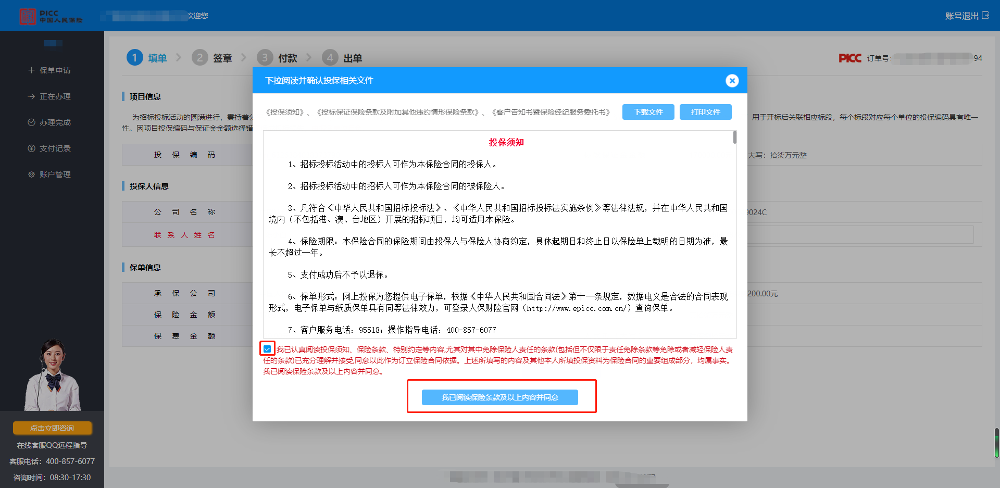 PICC
中国人民保险
欢迎您
账号退出
保单申请
正在办理
办理完成
支付记录
账户管理
点击立即咨询
在线客服QQ远程指导
客服电话：400-857-6077
咨询时间：08:30-17:30
1 填单
2 签章
3 付款
4 出单
PICC 订单号:
94
项目信息
为招标投标活动的圆满进行，秉持着
用于开标后关联相应标段，每个标段对应每个单位的投保编码具有唯一
性。因项目投保编码与保证金金额选择错
投保编码
大写：拾柒万元整
投保人信息
公司名称
9024C
联系人姓名
保单信息
承保公司
200.00元
保险金额
保费金额
下拉阅读并确认投保相关文件
《投保须知》、《投标保证保险条款及附加其他违约情形保险条款》、《客户告知书暨保险经纪服务委托书》
下载文件
打印文件
投保须知
1、招标投标活动中的投标人可作为本保险合同的投保人。
2、招标投标活动中的招标人可作为本保险合同的被保险人。
3、凡符合《中华人民共和国招标投标法》、《中华人民共和国招标投标法实施条例》等法律法规，并在中华人民共和国
境内（不包括港、澳、台地区）开展的招标项目，均可适用本保险。
4、保险期限：本保险合同的保险期间由投保人与保险人协商约定，具体起期日和终止日以保险单上载明的日期为准，最
长不超过一年。
5、支付成功后不予以退保。
6、保单形式：网上投保为您提供电子保单，根据《中华人民共和国合同法》第十一条规定，数据电文是合法的合同表现
形式，电子保单与纸质保单具有同等法律效力，可登录人保财险官网（http://www.epicc.com.cn/）查询保单。
7、客户服务电话：95518；操作指导电话：400-857-6077
我已认真阅读投保须知、保险条款、特别约定等内容,尤其对其中免除保险人责任的条款(包括但不仅限于责任免除条款等免除或者减轻保险人责
任的条款)已充分理解并接受,同意以此作为订立保险合同依据。上述所填写的内容及其他本人所填投保资料为保险合同的重要组成部分，均属事实。
我已阅读保险条款及以上内容并同意。
我已阅读保险条款及以上内容并同意